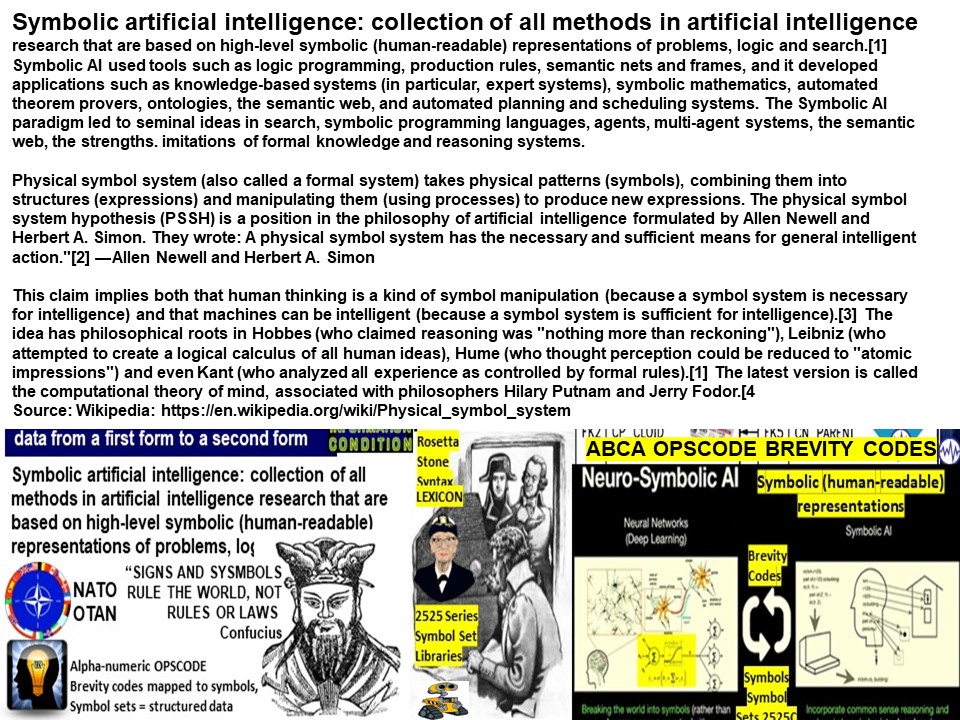 Symbolic artificial intelligence: collection of all methods in artificial intelligence
research that are based on high-level symbolic (human-readable) representations of problems, logic and search.[1]
Symbolic AI used tools such as logic programming, production rules, semantic nets and frames, and it developed
applications such as knowledge-based systems (in particular, expert systems), symbolic mathematics, automated
theorem provers, ontologies, the semantic web, and automated planning and scheduling systems. The Symbolic AI
paradigm led to seminal ideas in search, symbolic programming languages, agents, multi-agent systems, the semantic
web, the strengths. imitations of formal knowledge and reasoning systems.
Physical symbol system (also called a formal system) takes physical patterns (symbols), combining them into
structures (expressions) and manipulating them (using processes) to produce new expressions. The physical symbol
system hypothesis (PSSH) is a position in the philosophy of artificial intelligence formulated by Allen Newell and
Herbert A. Simon. They wrote: A physical symbol system has the necessary and sufficient means for general intelligent
action."[2] —Allen Newell and Herbert A. Simon
This claim implies both that human thinking is a kind of symbol manipulation (because a symbol system is necessary
for intelligence) and that machines can be intelligent (because a symbol system is sufficient for intelligence).[3] The
idea has philosophical roots in Hobbes (who claimed reasoning was "nothing more than reckoning"), Leibniz (who
attempted to create a logical calculus of all human ideas), Hume (who thought perception could be reduced to "atomic
impressions") and even Kant (who analyzed all experience as controlled by formal rules).[1] The latest version is called
the computational theory of mind, associated with philosophers Hilary Putnam and Jerry Fodor.[4
Source: Wikipedia: https://en.wikipedia.org/wiki/Physical_symbol_system
data from a first form to a second form
CONDITION
Symbolic artificial intelligence: collection of all
methods in artificial intelligence research that are
based on high-level symbolic (human-readable)
representations of problems, log
NATO
OTAN
“SIGNS AND SYSMBOLS
RULE THE WORLD, NOT
RULES OR LAWS
Confucius
Alpha-numeric OPSCODE
Brevity codes mapped to symbols,
Symbol sets = structured data
Rosetta
Stone
Syntax
LEXICON
2525 Series
Symbol Set
Libraries
FK21 CP CLOUD
FK51 CN PARENT
ABCA OPSCODE BREVITY CODES
Neuro-Symbolic AI
Neural Networks
(Deep Learning)
Symbolic (human-readable)
representations
Symbolic AI
Brevity
Codes
Symbols
Symbol
Sets 2525C
Breaking the world into symbols (rather than
Incorporate common sense reasoning and